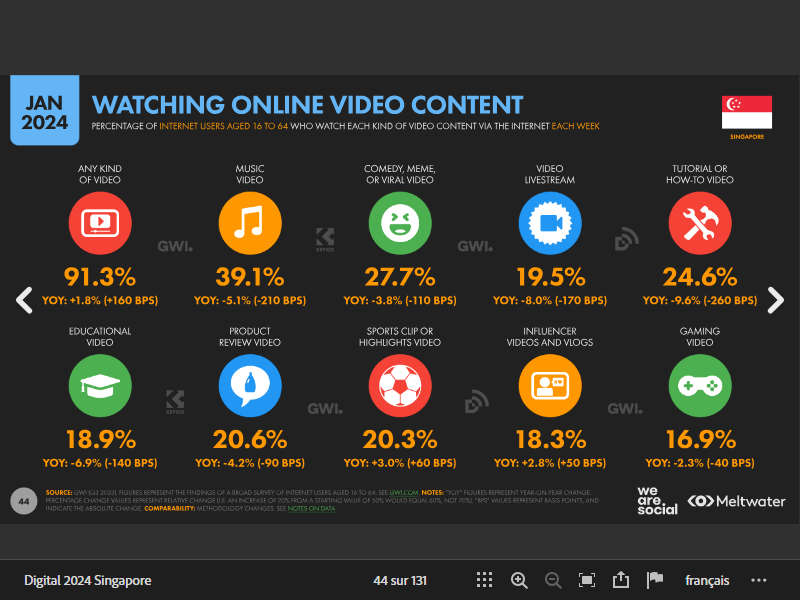 JAN
2024
WATCHING ONLINE VIDEO CONTENT
PERCENTAGE OF INTERNET USERS AGED 16 TO 64 WHO WATCH EACH KIND OF VIDEO CONTENT VIA THE INTERNET EACH WEEK
SINGAPORE
ANY KIND
OF VIDEO
MUSIC
VIDEO
COMEDY, MEME,
OR VIRAL VIDEO
VIDEO
LIVESTREAM
TUTORIAL OR
HOW-TO VIDEO
GWI.
KEPIOS
GWI.
91.3%
39.1%
27.7%
19.5%
24.6%
YOY: +1.8% (+160 BPS)
YOY: -5.1% (-210 BPS)
YOY: -3.8% (-110 BPS)
YOY: -8.0% (-170 BPS)
YOY: -9.6% (-260 BPS)
EDUCATIONAL
VIDEO
PRODUCT
REVIEW VIDEO
SPORTS CLIP OR
HIGHLIGHTS VIDEO
INFLUENCER
VIDEOS AND VLOGS
GAMING
VIDEO
KEPIOS
GWI.
GWI.
18.9%
20.6%
20.3%
18.3%
16.9%
YOY: -6.9% (-140 BPS)
YOY: -4.2% (-90 BPS)
YOY: +3.0% (+60 BPS)
YOY: +2.8% (+50 BPS)
YOY: -2.3% (-40 BPS)
44
SOURCE: GWI (Q3 2023). FIGURES REPRESENT THE FINDINGS OF A BROAD SURVEY OF INTERNET USERS AGED 16 TO 64. SEE GWI.COM. NOTES: "YOY" FIGURES REPRESENT YEAR-ON-YEAR CHANGE.
PERCENTAGE CHANGE VALUES REPRESENT RELATIVE CHANGE (I.E. AN INCREASE OF 20% FROM A STARTING VALUE OF 50% WOULD EQUAL 60%, NOT 70%). "BPS" VALUES REPRESENT BASIS POINTS, AND
INDICATE THE ABSOLUTE CHANGE. COMPARABILITY: METHODOLOGY CHANGES. SEE NOTES ON DATA.
we
are.
social
Meltwater
Digital 2024 Singapore
44 sur 131
français